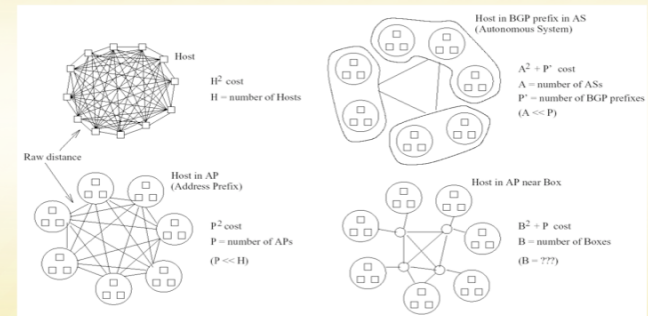 Host
H² cost
H = number of Hosts
Raw distance
Host in BGP prefix in AS
(Autonomous System)
A² + P' cost
A = number of ASs
P' = number of BGP prefixes
(A << P)
Host in AP
(Address Prefix)
P² cost
P = number of APs
(P << H)
Host in AP near Box
B² + P cost
B = number of Boxes
(B = ???)